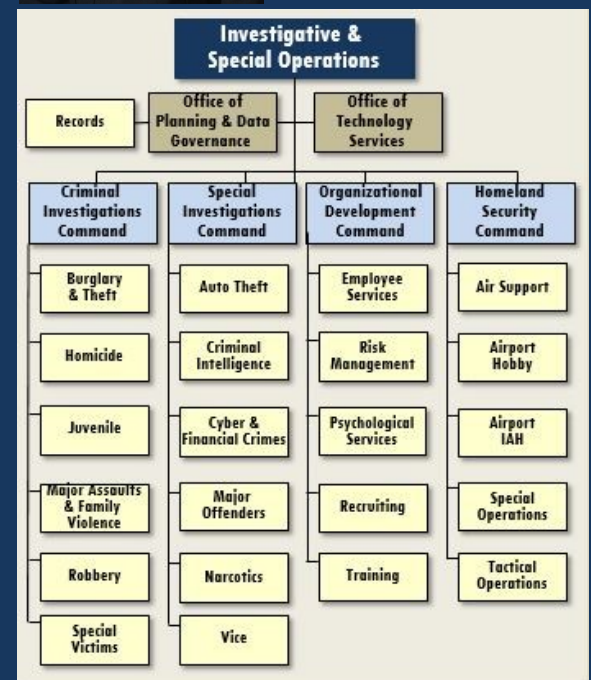 Investigative &
Special Operations
Records
Office of
Planning & Data
Governance
Office of
Technology
Services
Criminal
Investigations
Command
Burglary
& Theft
Homicide
Juvenile
Major Assaults
& Family
Violence
Robbery
Special
Victims
Special
Investigations
Command
Auto Theft
Criminal
Intelligence
Cyber &
Financial Crimes
Major
Offenders
Narcotics
Vice
Organizational
Development
Command
Employee
Services
Risk
Management
Psychological
Services
Recruiting
Training
Homeland
Security
Command
Air Support
Airport
Hobby
Airport
IAH
Special
Operations
Tactical
Operations